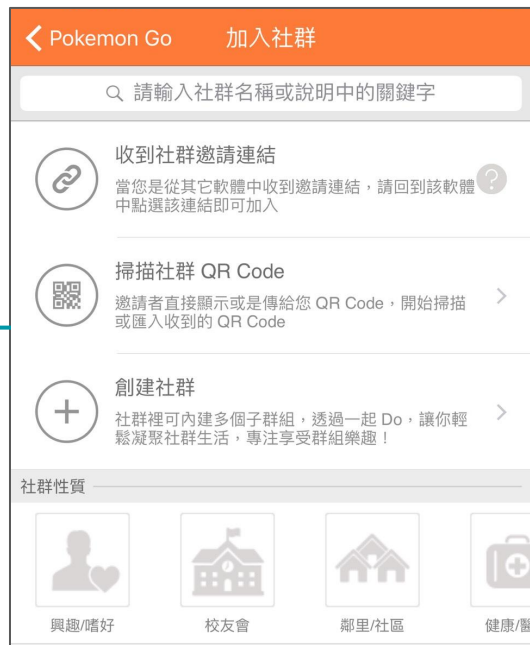 Pokemon Go
加入社群
請輸入社群名稱或說明中的關鍵字
收到社群邀請連結
當您是從其它軟體中收到邀請連結，請回到該軟體
中點選該連結即可加入
?
掃描社群 QR Code
邀請者直接顯示或是傳給您 QR Code，開始掃描
或匯入收到的 QR Code
創建社群
社群裡可內建多個子群組，透過一起 Do，讓你輕
鬆凝聚社群生活，專注享受群組樂趣！
社群性質
興趣/嗜好
校友會
鄰里/社區
健康/